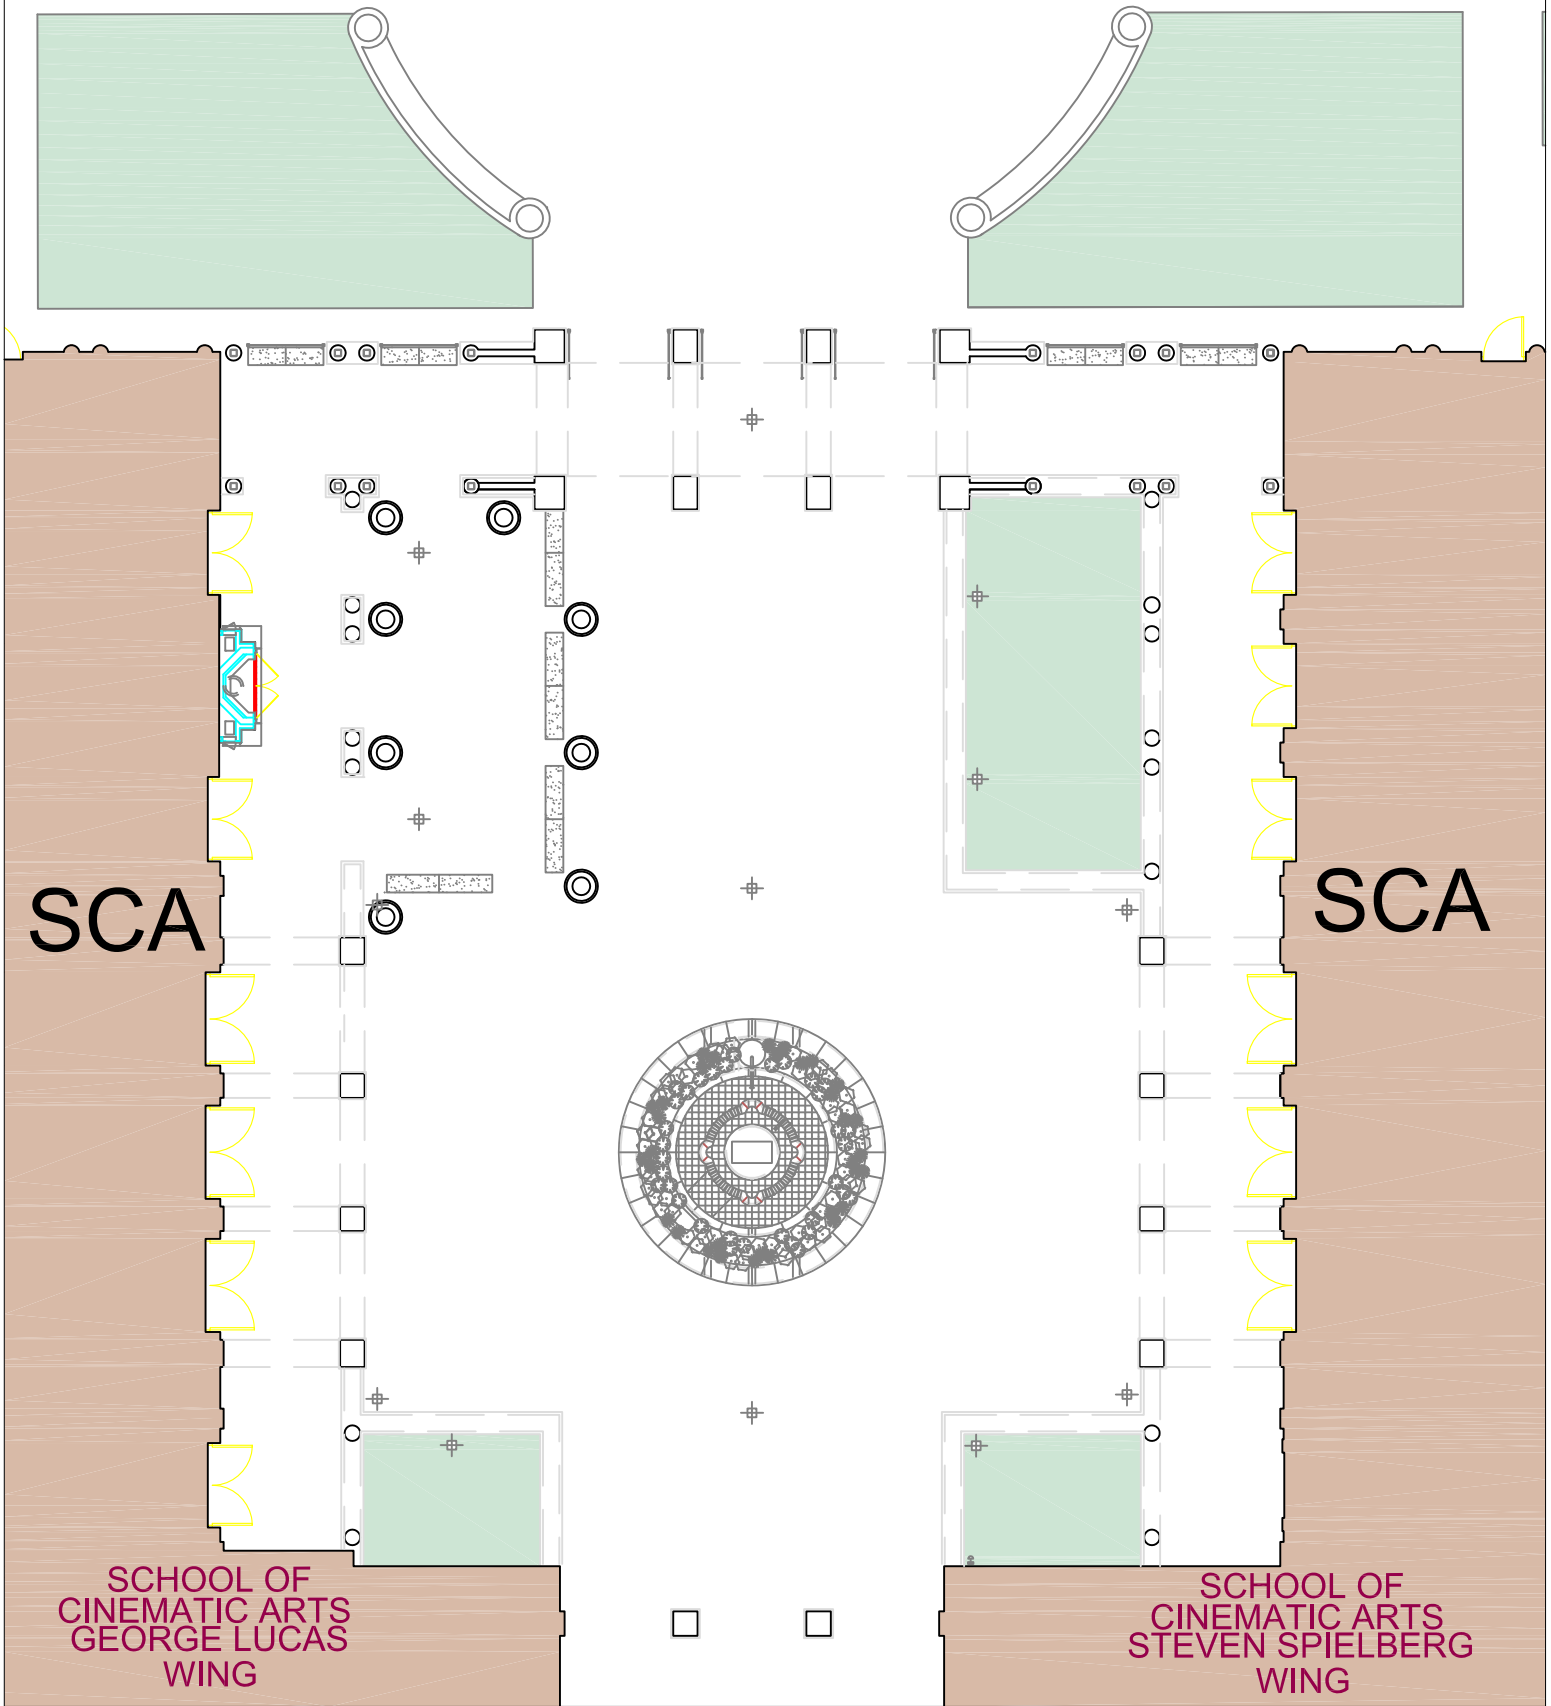 SCA
SCA
SCHOOL OF
CINEMATIC ARTS
GEORGE LUCAS
WING
SCHOOL OF
CINEMATIC ARTS
STEVEN SPIELBERG
WING